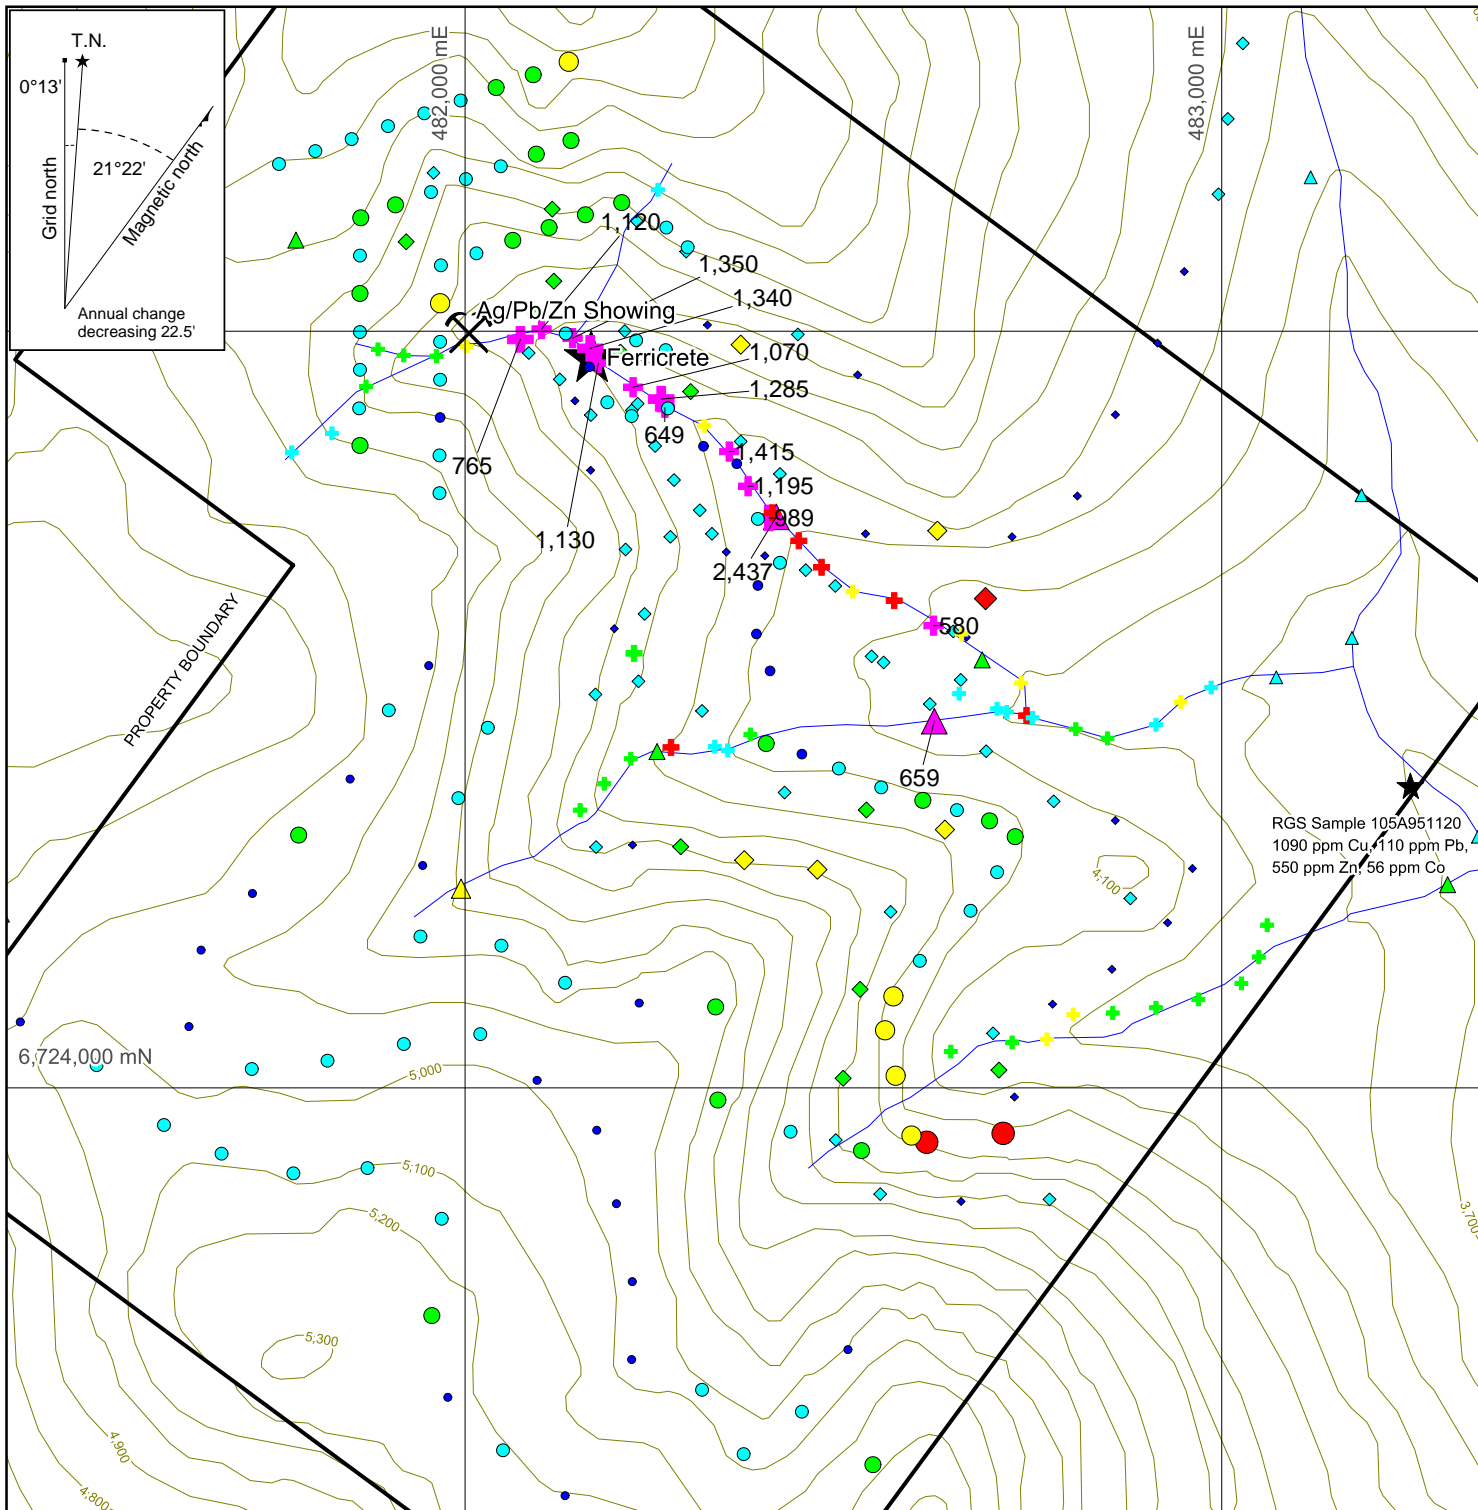 T.N.
0°13'
21°22'
Grid north
Magnetic north
Annual change
decreasing 22.5'
482,000 mE
483,000 mE
1,120
1,350
1,340
Ag/Pb/Zn Showing
Ferricrete
1,070
1,285
649
1,415
765
1,195
989
1,130
2,437
580
PROPERTY BOUNDARY
659
RGS Sample 105A951120
1090 ppm Cu, 110 ppm Pb,
550 ppm Zn, 56 ppm Co
4,100
6,724,000 mN
5,000
5,100
5,200
3,700
5,300
4,900
4,800